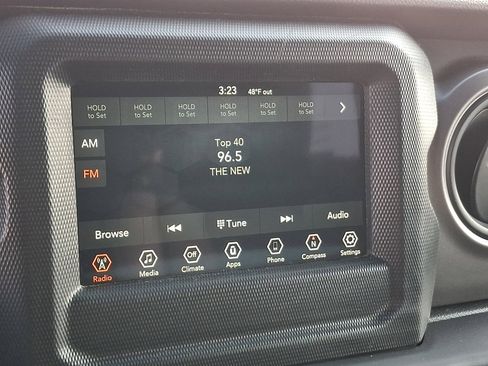 3:23 48°F out
HOLD to Set HOLD to Set HOLD to Set HOLD to Set HOLD to Set HOLD to Set
AM
Top 40
96.5
FM
THE NEW
Browse Tune Audio
Radio Media Off Climate Apps Phone N Compass Settings